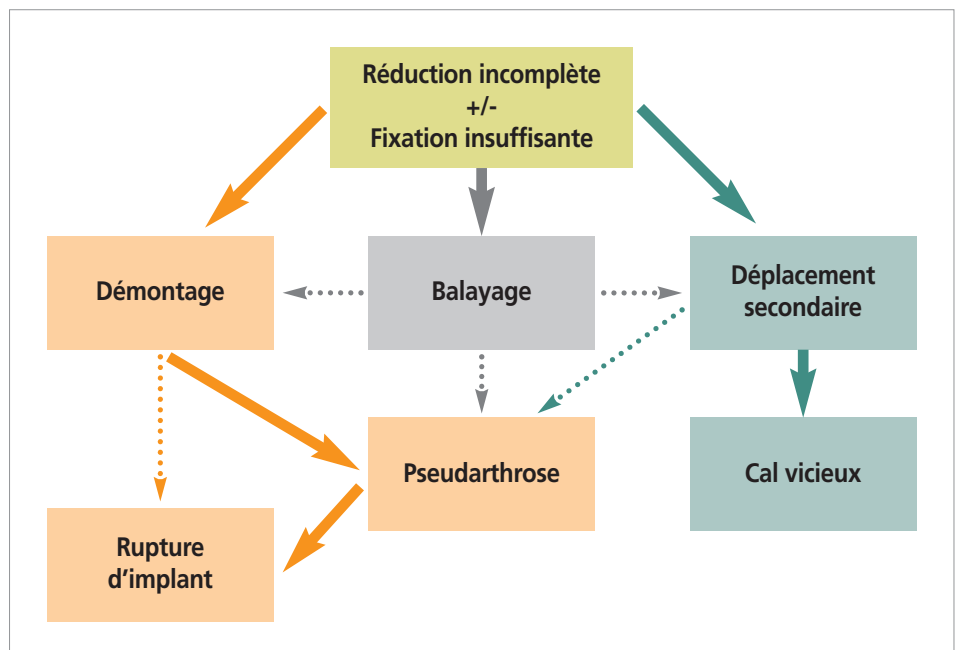 Réduction incomplète
+/-
Fixation insuffisante
Démontage
Balayage
Déplacement
secondaire
Pseudarthrose
Cal vicieux
Rupture
d'implant